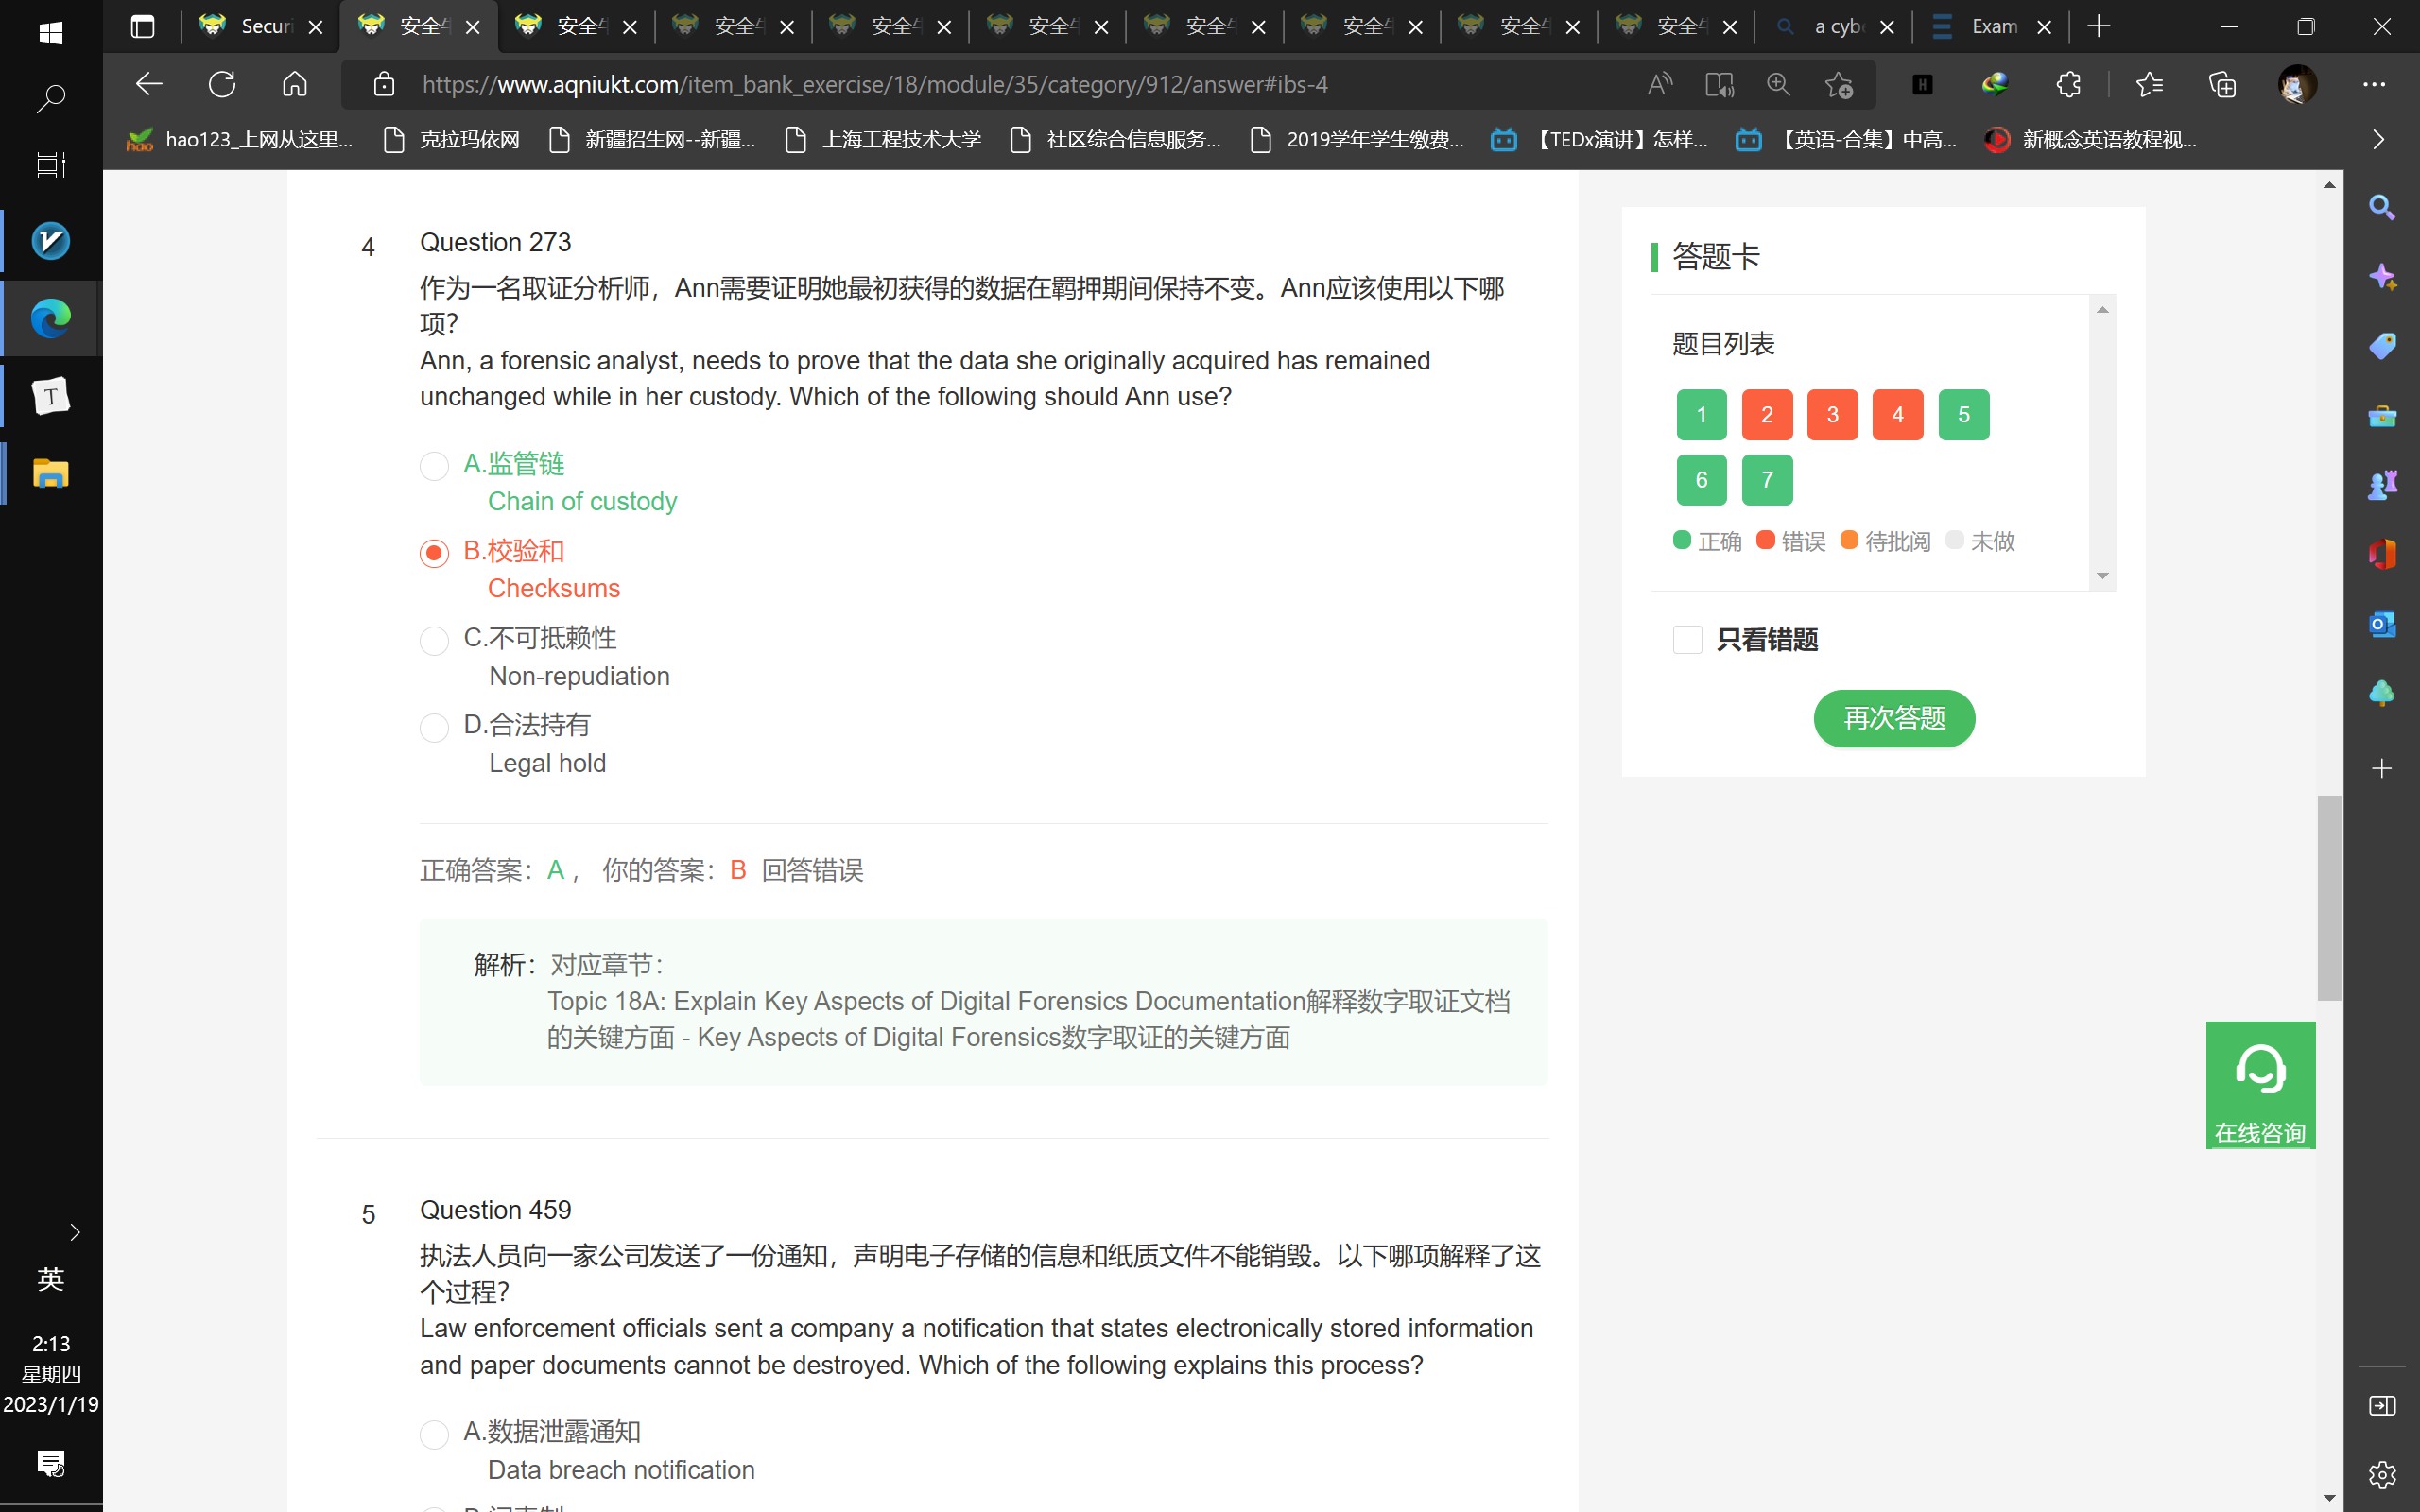 Securi
安全
安全
安全
安全
安全
安全
安全
安全
安全
a cyb
Exam
https://www.aqniukt.com/item_bank_exercise/18/module/35/category/912/answer#ibs-4
hao123_上网从这里...
克拉玛依网
新疆招生网--新疆...
上海工程技术大学
社区综合信息服务...
2019学年学生缴费...
【TEDx演讲】怎样...
【英语-合集】中高...
新概念英语教程视...
4
Question 273
作为一名取证分析师，Ann需要证明她最初获得的数据在羁押期间保持不变。Ann应该使用以下哪
项？
Ann, a forensic analyst, needs to prove that the data she originally acquired has remained
unchanged while in her custody. Which of the following should Ann use?
A.监管链
Chain of custody
B.校验和
Checksums
C.不可抵赖性
Non-repudiation
D.合法持有
Legal hold
正确答案：A， 你的答案：B 回答错误
解析：对应章节：
Topic 18A: Explain Key Aspects of Digital Forensics Documentation解释数字取证文档
的关键方面 - Key Aspects of Digital Forensics数字取证的关键方面
5
Question 459
执法人员向一家公司发送了一份通知，声明电子存储的信息和纸质文件不能销毁。以下哪项解释了这
个过程？
Law enforcement officials sent a company a notification that states electronically stored information
and paper documents cannot be destroyed. Which of the following explains this process?
A.数据泄露通知
Data breach notification
答题卡
题目列表
1 2 3 4 5
6 7
正确 错误 待批阅 未做
只看错题
再次答题
在线咨询
英
2:13
星期四
2023/1/19